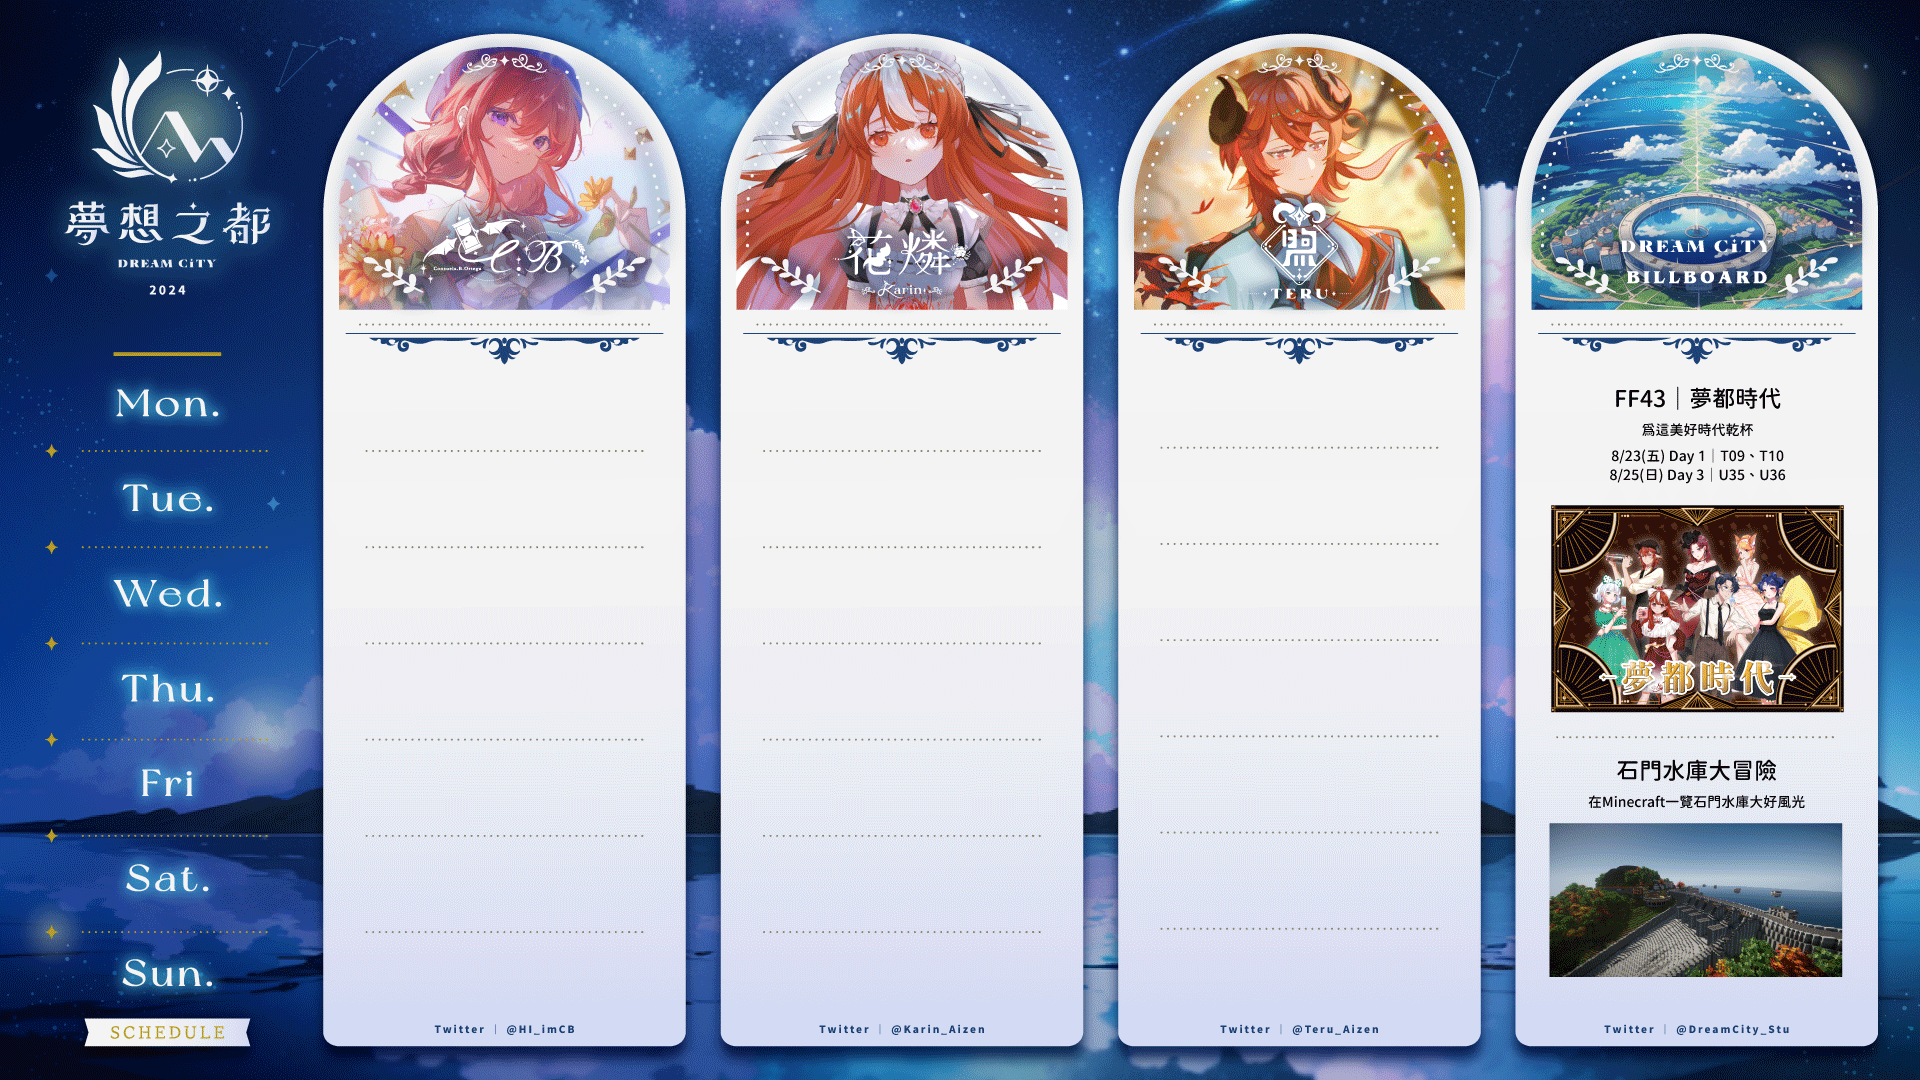 夢想之都
DREAM CiTY
2024
Mon.
Tue.
Wed.
Thu.
Fri
Sat.
Sun.
SCHEDULE
C:B
Connatis.B.Ortega
Twitter | @HI_imCB
花燐
Karin
Twitter | @Karin_Aizen
煦
TERU
Twitter | @Teru_Aizen
DREAM CiTY
BILLBOARD
FF43｜夢都時代
為這美好時代乾杯
8/23(五) Day 1｜T09、T10
8/25(日) Day 3｜U35、U36
夢都時代
石門水庫大冒險
在Minecraft一覽石門水庫大好風光
Twitter | @DreamCity_Stu